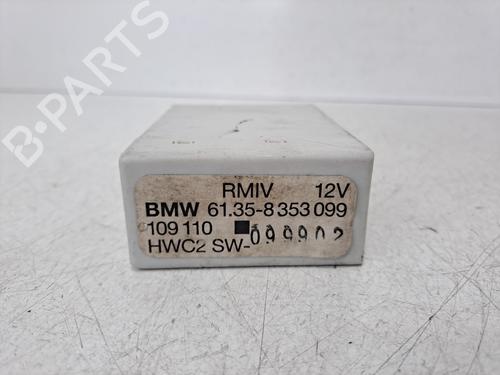 RMIV 12V
BMW 61.35-8 353 099
109 110
HWC2 SW-
B-PARTS